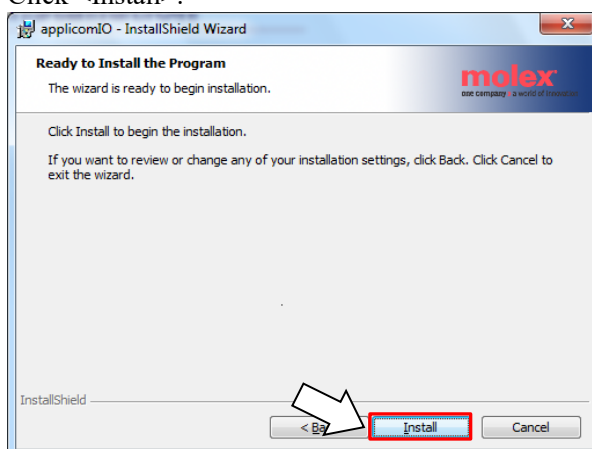 Click <Install>.
applicomIO - InstallShield Wizard
Ready to Install the Program
The wizard is ready to begin installation.
molex
one company a world of innovation
Click Install to begin the installation.
If you want to review or change any of your installation settings, click Back. Click Cancel to
exit the wizard.
InstallShield
< Ba
Install
Cancel